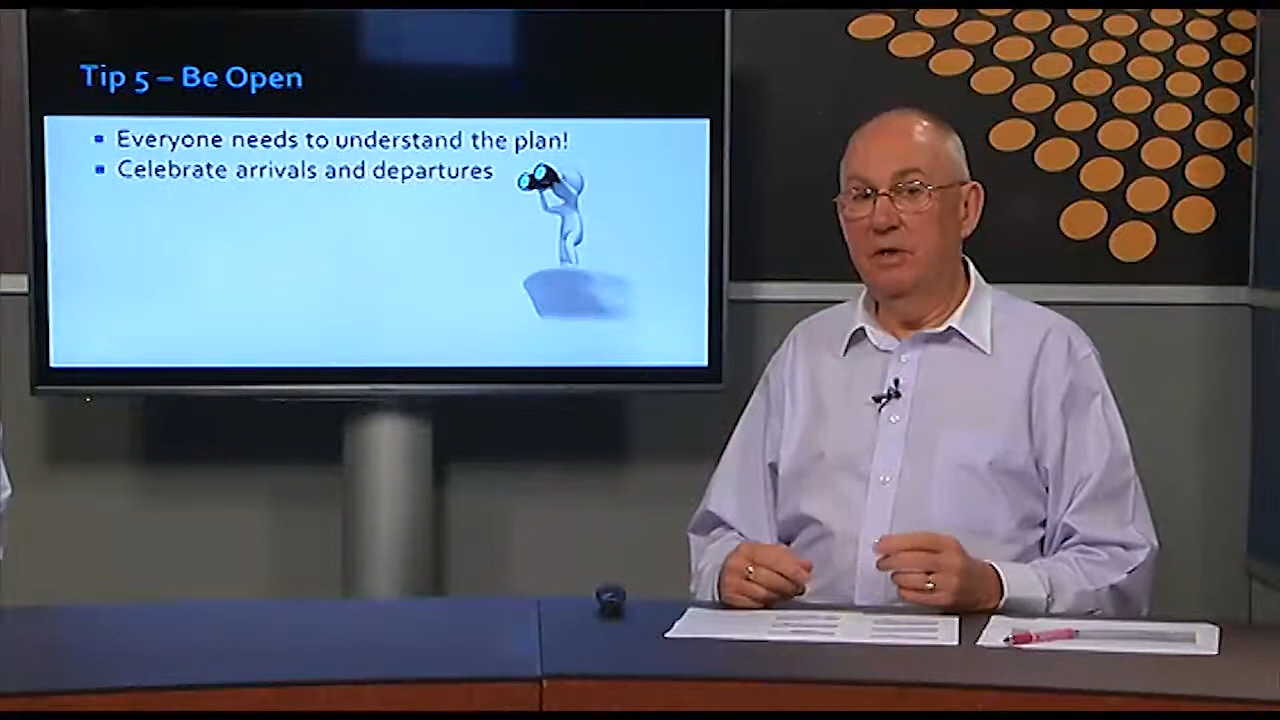 Tip 5 – Be Open
▪ Everyone needs to understand the plan!
▪ Celebrate arrivals and departures